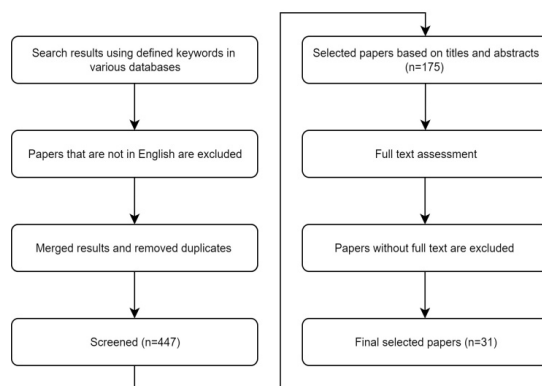 Search results using defined keywords in
various databases
Papers that are not in English are excluded
Merged results and removed duplicates
Screened (n=447)
Selected papers based on titles and abstracts
(n=175)
Full text assessment
Papers without full text are excluded
Final selected papers (n=31)